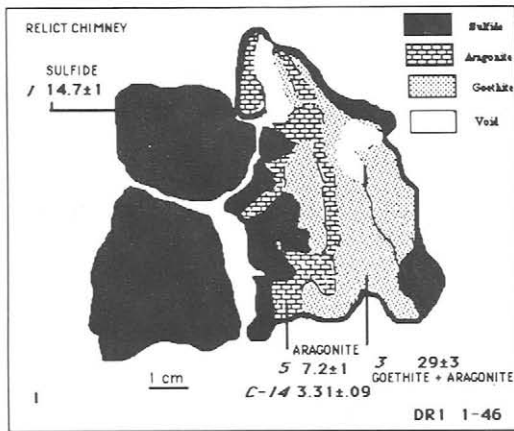 RELICT CHIMNEY
SULFIDE
1 14.7±1
Sulfide
Aragonite
Goethite
Void
ARAGONITE
5 7.2±1
C-14 3.31±.09
3 29±3
GOETHITE + ARAGONITE
1 cm
1
DR1 1-46